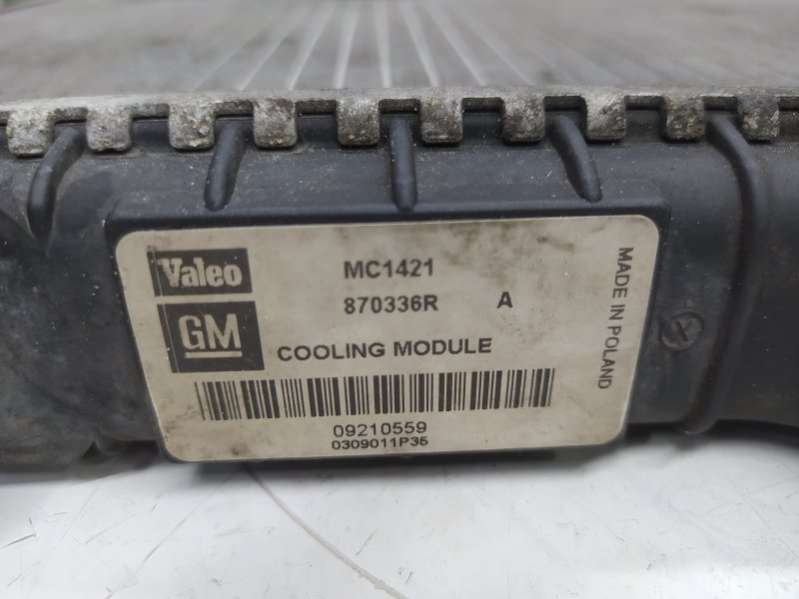 Valeo
MC1421
870336R A
GM
COOLING MODULE
09210559
0309011P35
MADE IN POLAND